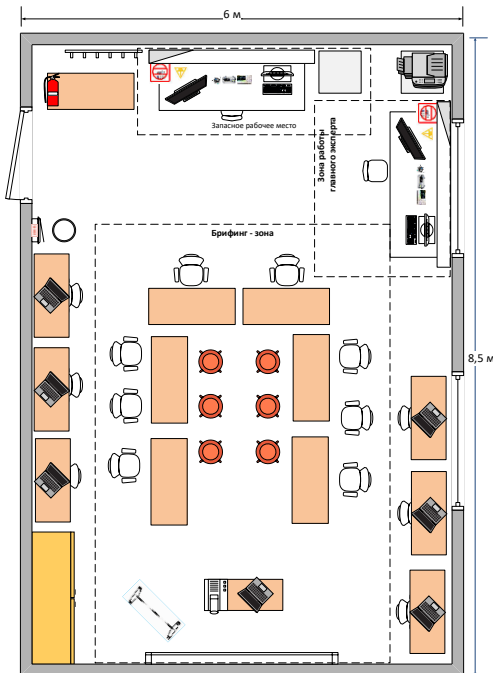 6 м
Запасное рабочее место
Зона работы
главного эксперта
Брифинг - зона
8,5 м